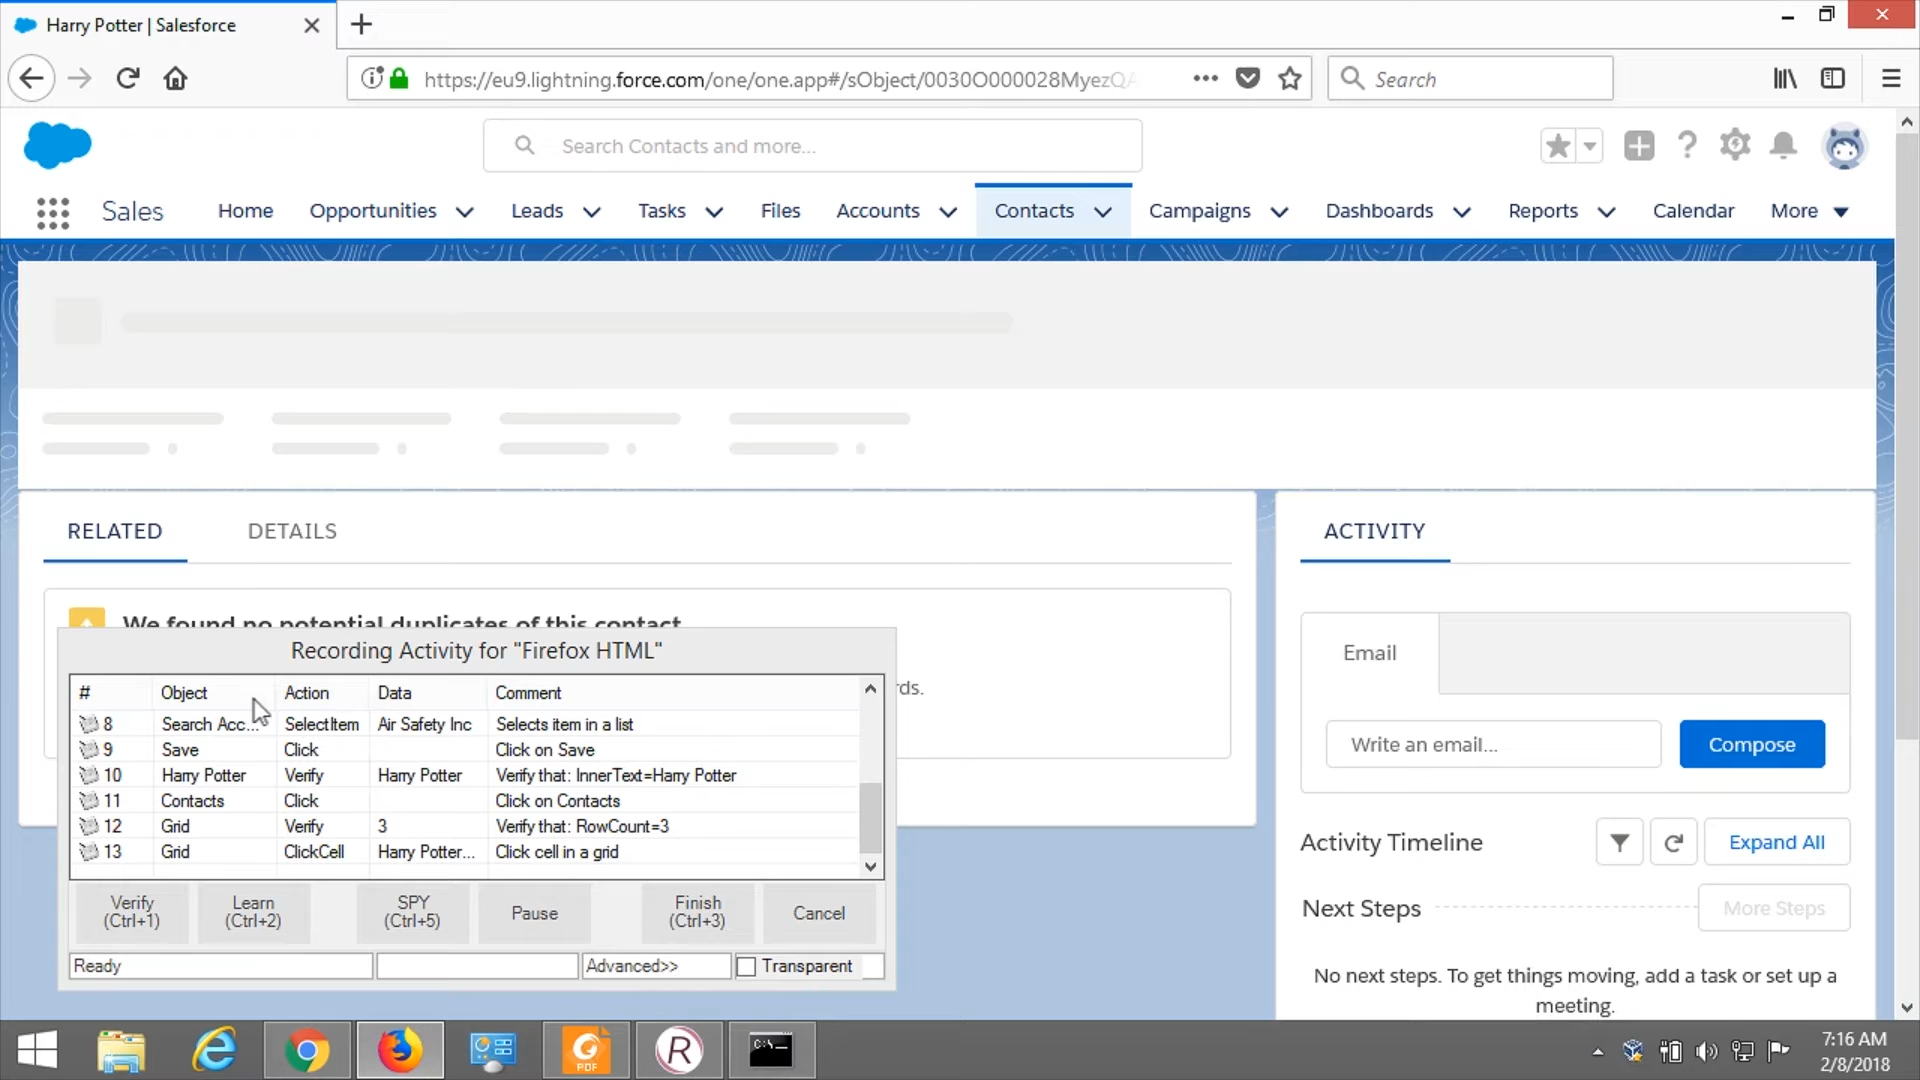 Harry Potter | Salesforce
https://eu9.lightning.force.com/one/one.app#/sObject/0030O000028MyezQA
Search
Search Contacts and more...
Sales Home Opportunities Leads Tasks Files Accounts Contacts Campaigns Dashboards Reports Calendar More
RELATED DETAILS
ACTIVITY
We found no potential duplicates of this contact
rds.
Recording Activity for "Firefox HTML"
# Object Action Data Comment
8 Search Acc... SelectItem Air Safety Inc Selects item in a list
9 Save Click Click on Save
10 Harry Potter Verify Harry Potter Verify that: InnerText=Harry Potter
11 Contacts Click Click on Contacts
12 Grid Verify 3 Verify that: RowCount=3
13 Grid ClickCell Harry Potter... Click cell in a grid
Verify (Ctrl+1) Learn (Ctrl+2) SPY (Ctrl+5) Pause Finish (Ctrl+3) Cancel
Ready Advanced>> Transparent
Email
Write an email... Compose
Activity Timeline Expand All
Next Steps More Steps
No next steps. To get things moving, add a task or set up a
meeting.
PDF
R
C:\-
7:16 AM
2/8/2018